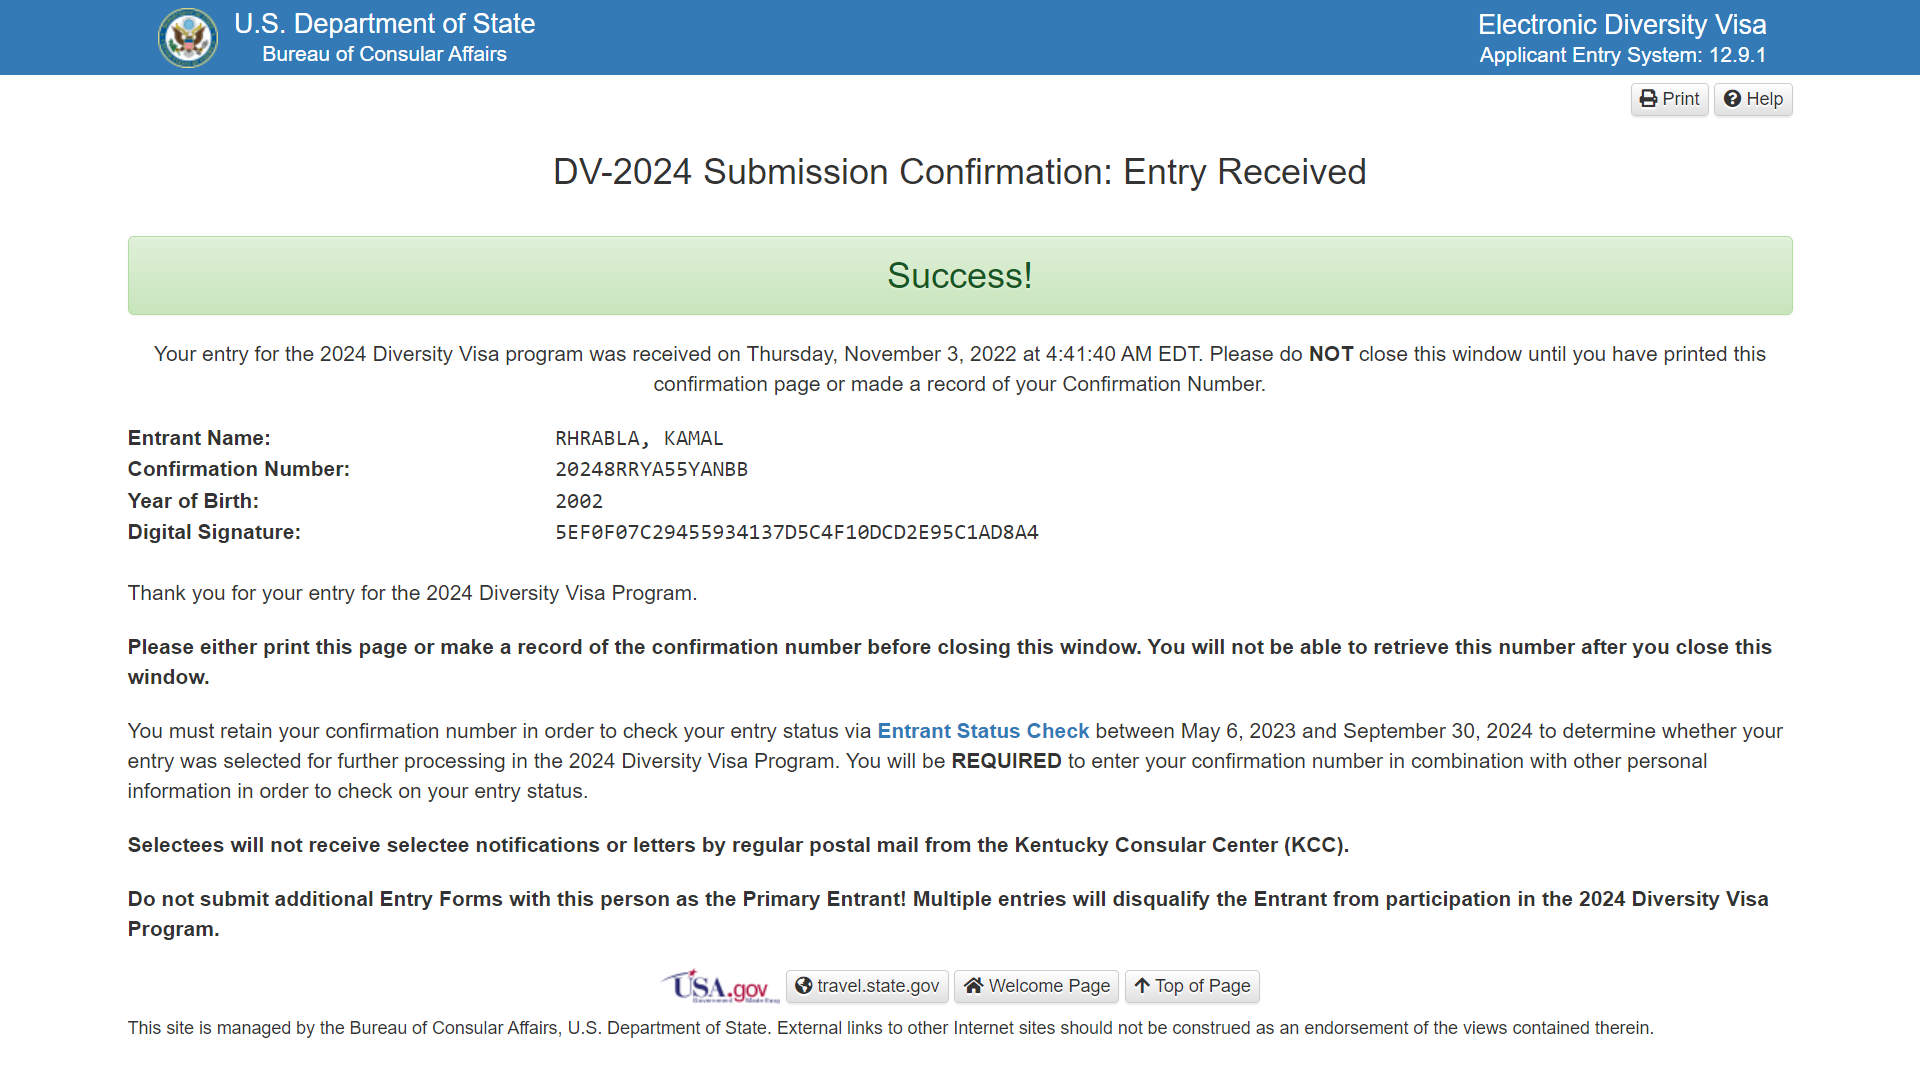 U.S. Department of State
Bureau of Consular Affairs
Electronic Diversity Visa
Applicant Entry System: 12.9.1
Print Help
DV-2024 Submission Confirmation: Entry Received
Success!
Your entry for the 2024 Diversity Visa program was received on Thursday, November 3, 2022 at 4:41:40 AM EDT. Please do NOT close this window until you have printed this
confirmation page or made a record of your Confirmation Number.
Entrant Name: RHRABLA, KAMAL
Confirmation Number: 20248RRYA55YANBB
Year of Birth: 2002
Digital Signature: 5EF0F07C29455934137D5C4F10DCD2E95C1AD8A4
Thank you for your entry for the 2024 Diversity Visa Program.
Please either print this page or make a record of the confirmation number before closing this window. You will not be able to retrieve this number after you close this
window.
You must retain your confirmation number in order to check your entry status via Entrant Status Check between May 6, 2023 and September 30, 2024 to determine whether your
entry was selected for further processing in the 2024 Diversity Visa Program. You will be REQUIRED to enter your confirmation number in combination with other personal
information in order to check on your entry status.
Selectees will not receive selectee notifications or letters by regular postal mail from the Kentucky Consular Center (KCC).
Do not submit additional Entry Forms with this person as the Primary Entrant! Multiple entries will disqualify the Entrant from participation in the 2024 Diversity Visa
Program.
USA.gov travel.state.gov Welcome Page Top of Page
This site is managed by the Bureau of Consular Affairs, U.S. Department of State. External links to other Internet sites should not be construed as an endorsement of the views contained therein.